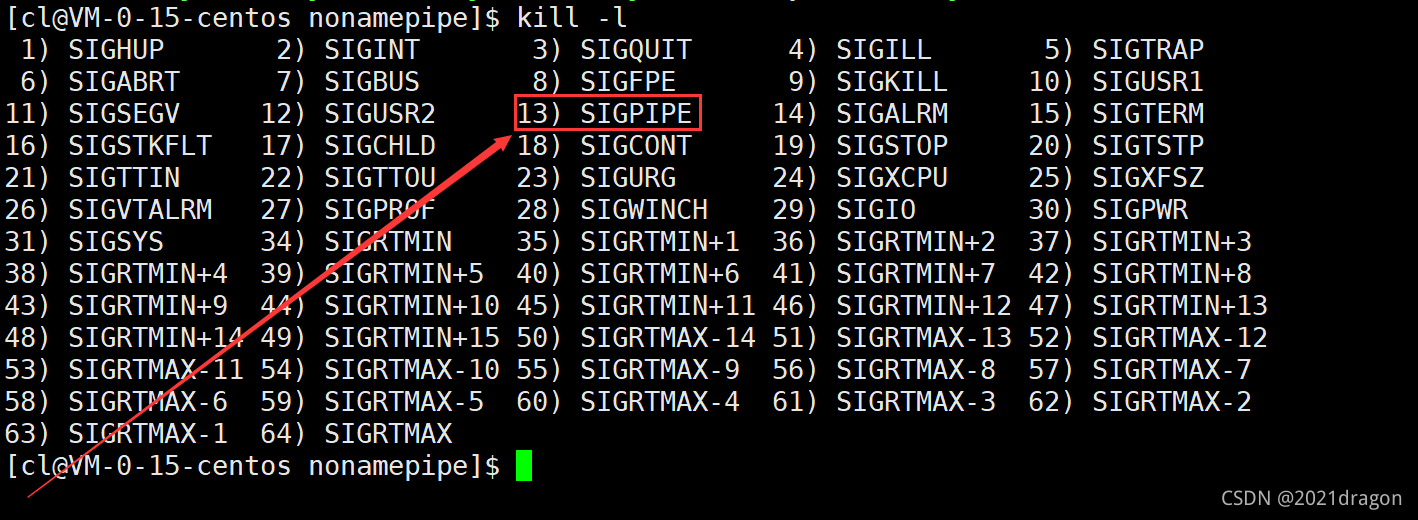 [cl@VM-0-15-centos nonamepipe]$ kill -l
 1) SIGHUP       2) SIGINT       3) SIGQUIT      4) SIGILL       5) SIGTRAP
 6) SIGABRT      7) SIGBUS       8) SIGFPE       9) SIGKILL     10) SIGUSR1
11) SIGSEGV     12) SIGUSR2     13) SIGPIPE     14) SIGALRM     15) SIGTERM
16) SIGSTKFLT   17) SIGCHLD     18) SIGCONT     19) SIGSTOP     20) SIGTSTP
21) SIGTTIN     22) SIGTTOU     23) SIGURG      24) SIGXCPU     25) SIGXFSZ
26) SIGVTALRM   27) SIGPROF     28) SIGWINCH    29) SIGIO       30) SIGPWR
31) SIGSYS      34) SIGRTMIN    35) SIGRTMIN+1  36) SIGRTMIN+2  37) SIGRTMIN+3
38) SIGRTMIN+4  39) SIGRTMIN+5  40) SIGRTMIN+6  41) SIGRTMIN+7  42) SIGRTMIN+8
43) SIGRTMIN+9  44) SIGRTMIN+10 45) SIGRTMIN+11 46) SIGRTMIN+12 47) SIGRTMIN+13
48) SIGRTMIN+14 49) SIGRTMIN+15 50) SIGRTMAX-14 51) SIGRTMAX-13 52) SIGRTMAX-12
53) SIGRTMAX-11 54) SIGRTMAX-10 55) SIGRTMAX-9  56) SIGRTMAX-8  57) SIGRTMAX-7
58) SIGRTMAX-6  59) SIGRTMAX-5  60) SIGRTMAX-4  61) SIGRTMAX-3  62) SIGRTMAX-2
63) SIGRTMAX-1  64) SIGRTMAX
[cl@VM-0-15-centos nonamepipe]$
CSDN @2021dragon